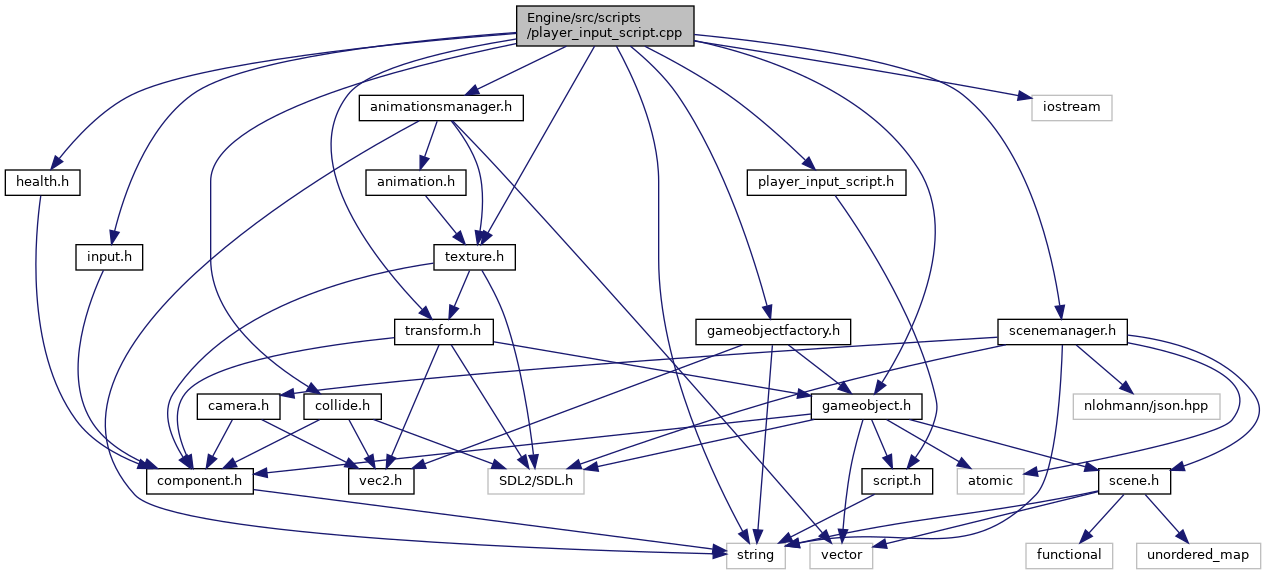 Engine/src/scripts
/player_input_script.cpp
animationsmanager.h
iostream
health.h
animation.h
player_input_script.h
input.h
texture.h
transform.h
gameobjectfactory.h
scenemanager.h
camera.h
collide.h
gameobject.h
nlohmann/json.hpp
component.h
vec2.h
SDL2/SDL.h
script.h
atomic
scene.h
string
vector
functional
unordered_map